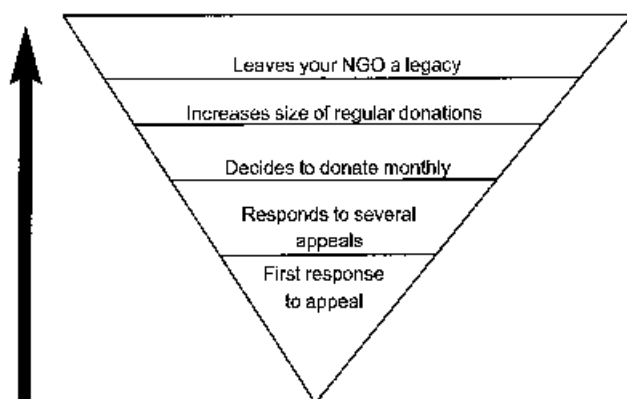 Leaves your NGO a legacy
Increases size of regular donations
Decides to donate monthly
Responds to several
appeals
First response
to appeal